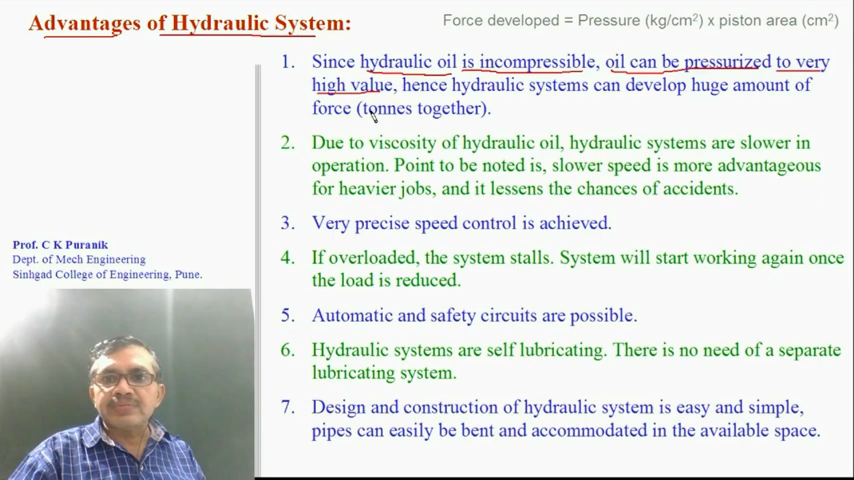 Advantages of Hydraulic System:
Force developed = Pressure (kg/cm²) x piston area (cm²)
1. Since hydraulic oil is incompressible, oil can be pressurized to very
high value, hence hydraulic systems can develop huge amount of
force (tonnes together).
2. Due to viscosity of hydraulic oil, hydraulic systems are slower in
operation. Point to be noted is, slower speed is more advantageous
for heavier jobs, and it lessens the chances of accidents.
3. Very precise speed control is achieved.
4. If overloaded, the system stalls. System will start working again once
the load is reduced.
5. Automatic and safety circuits are possible.
6. Hydraulic systems are self lubricating. There is no need of a separate
lubricating system.
7. Design and construction of hydraulic system is easy and simple,
pipes can easily be bent and accommodated in the available space.
Prof. C K Puranik
Dept. of Mech Engineering
Sinhgad College of Engineering, Pune.